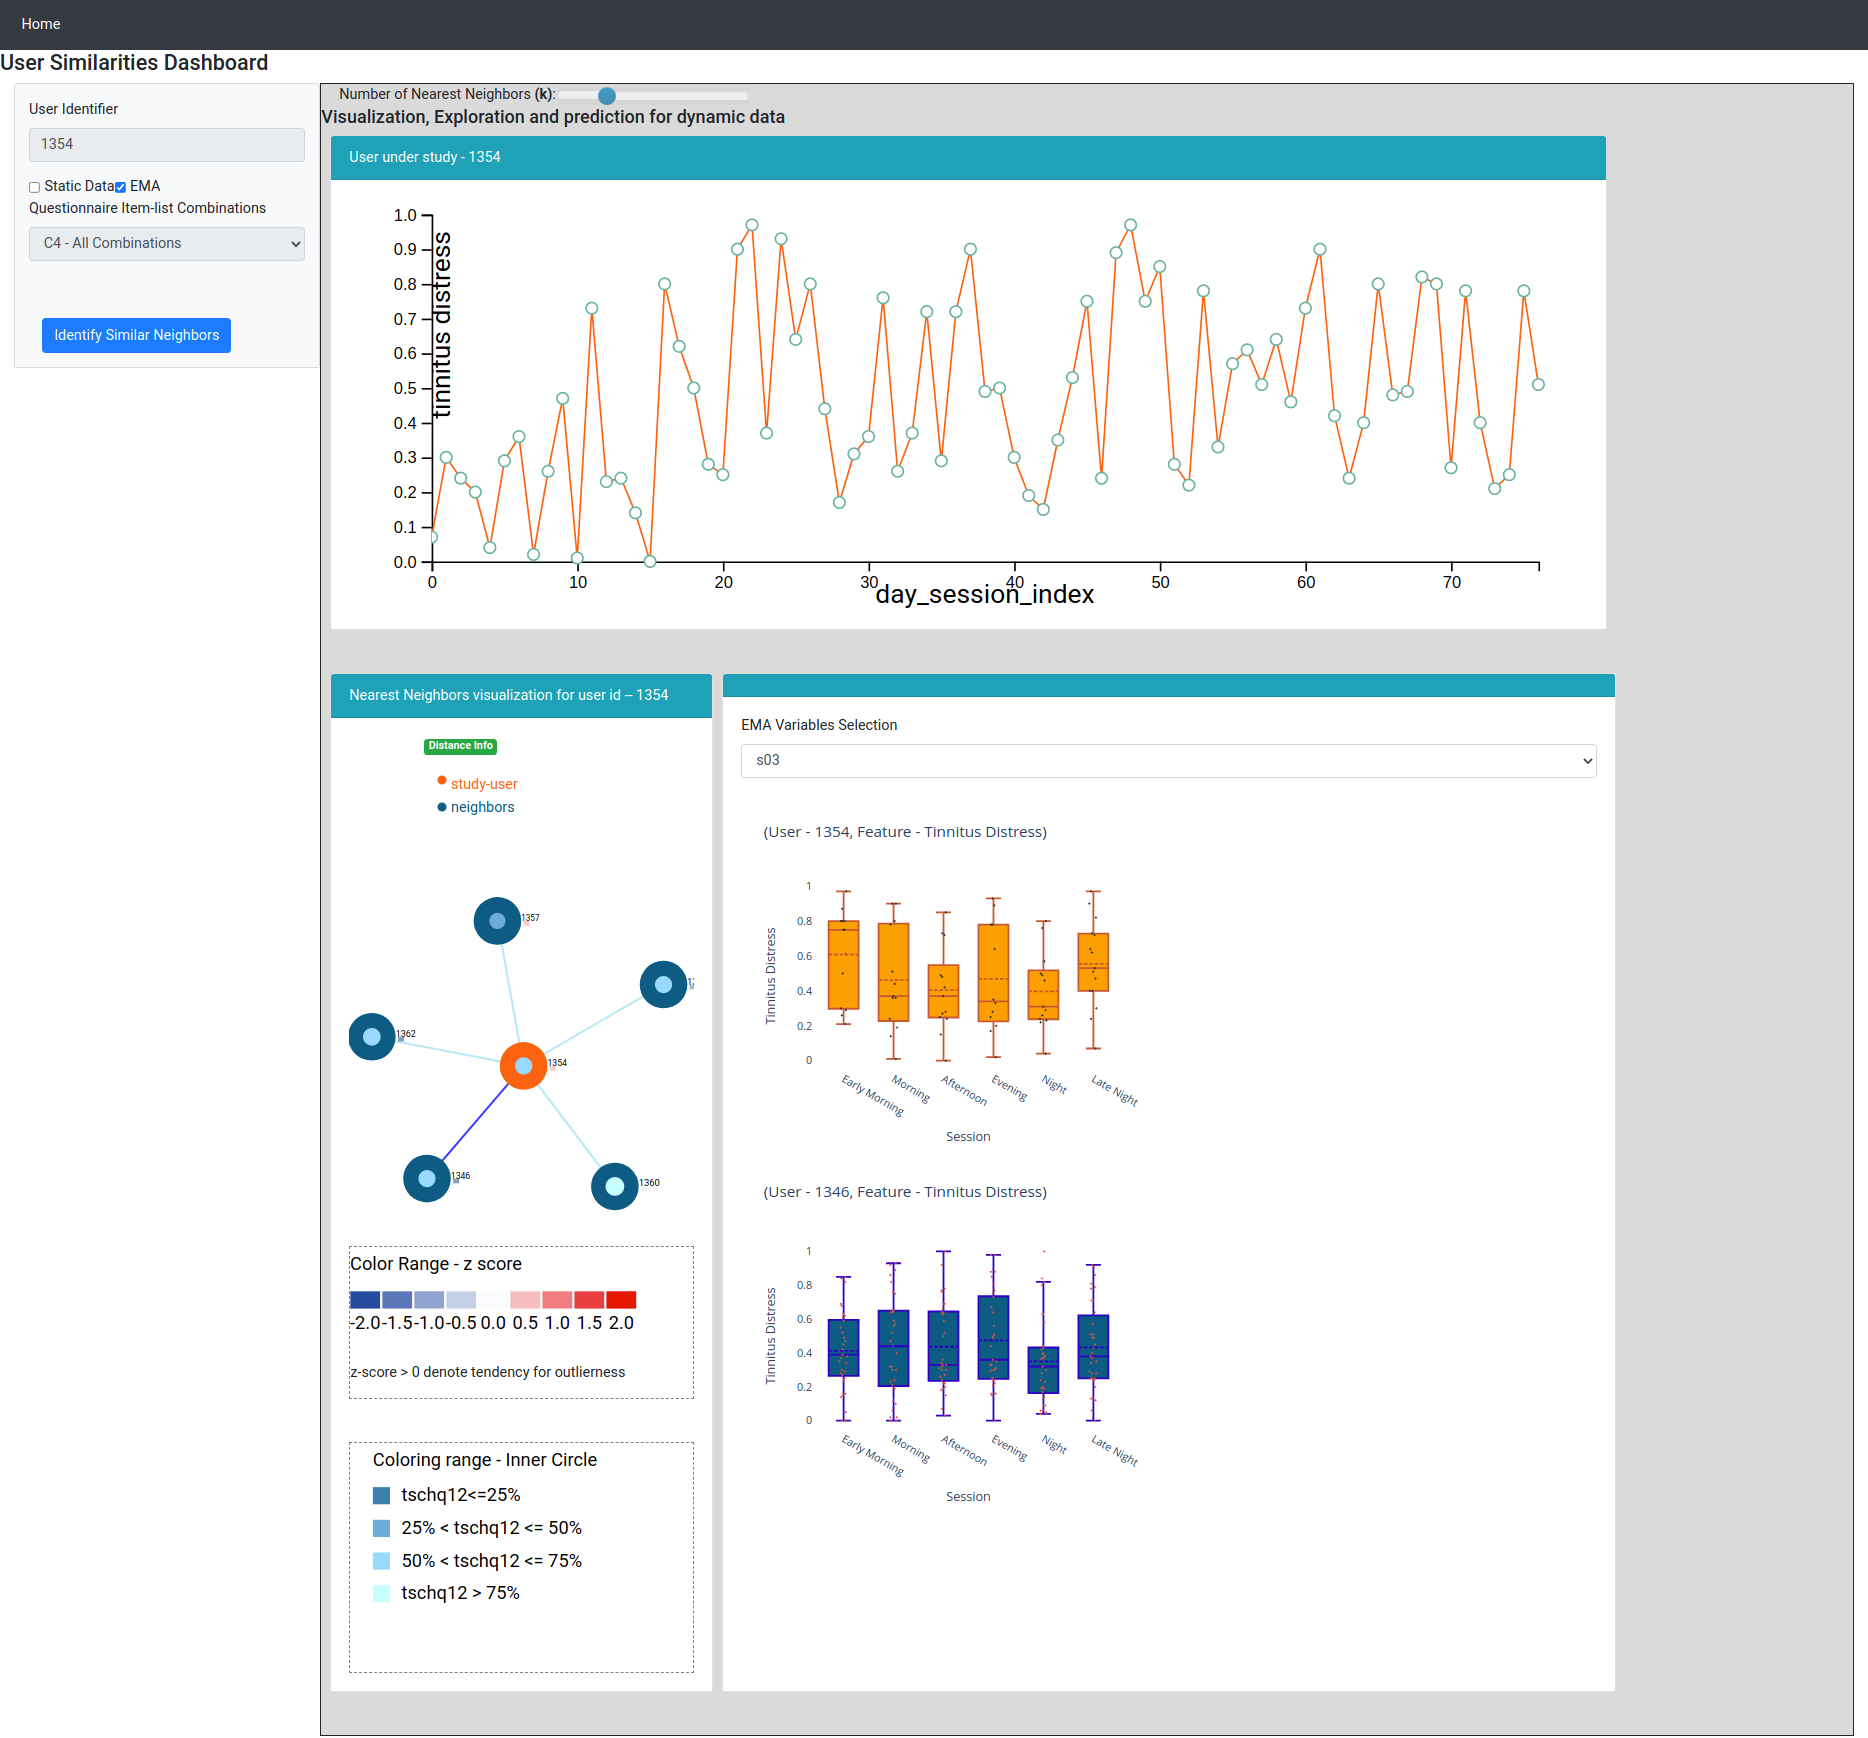 Home
User Similarities Dashboard
User Identifier
1354
Static Data EMA
Questionnaire Item-list Combinations
C4 - All Combinations
Identify Similar Neighbors
Number of Nearest Neighbors (k):
Visualization, Exploration and prediction for dynamic data
User under study - 1354
1.0
0.9
0.8
0.7
0.6
0.5
0.4
0.3
0.2
0.1
0.0
tinnitus distress
0 10 20 30 40 50 60 70
day_session_index
Nearest Neighbors visualization for user id -- 1354
Distance Info
study-user
neighbors
1357
1362
1354
1346
1360
Color Range - z score
-2.0 -1.5 -1.0 -0.5 0.0 0.5 1.0 1.5 2.0
z-score > 0 denote tendency for outlierness
Coloring range - Inner Circle
tschq12<=25%
25% < tschq12 <= 50%
50% < tschq12 <= 75%
tschq12 > 75%
EMA Variables Selection
s03
(User - 1354, Feature - Tinnitus Distress)
1
0.8
0.6
0.4
0.2
0
Tinnitus Distress
Early Morning Morning Afternoon Evening Night Late Night
Session
(User - 1346, Feature - Tinnitus Distress)
1
0.8
0.6
0.4
0.2
0
Tinnitus Distress
Early Morning Morning Afternoon Evening Night Late Night
Session